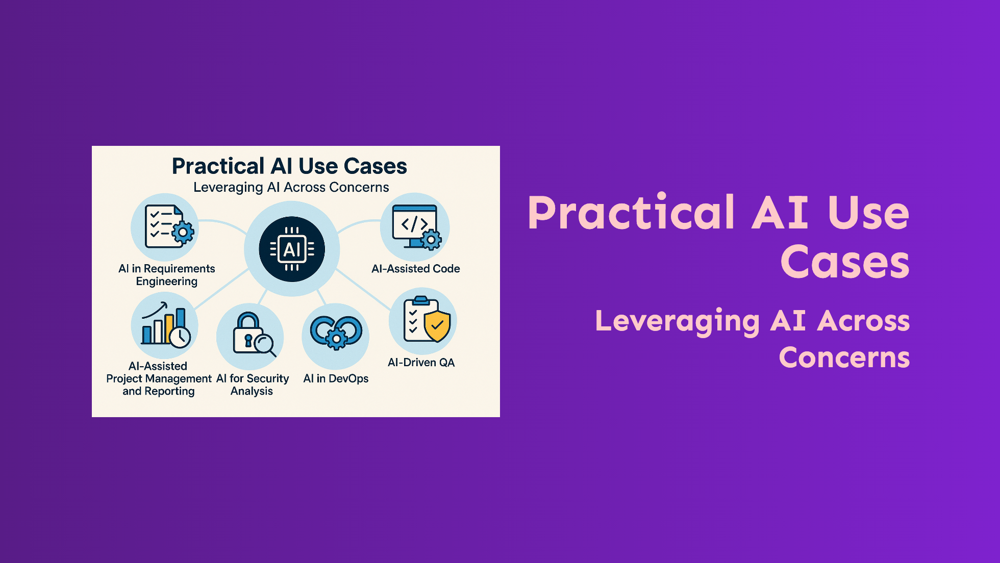 Practical AI Use Cases
Leveraging AI Across Concerns
AI
AI in Requirements
Engineering
AI-Assisted Code
</>
AI-Assisted
Project Management
and Reporting
AI for Security
Analysis
AI in DevOps
AI-Driven QA
Practical AI Use
Cases
Leveraging AI Across
Concerns